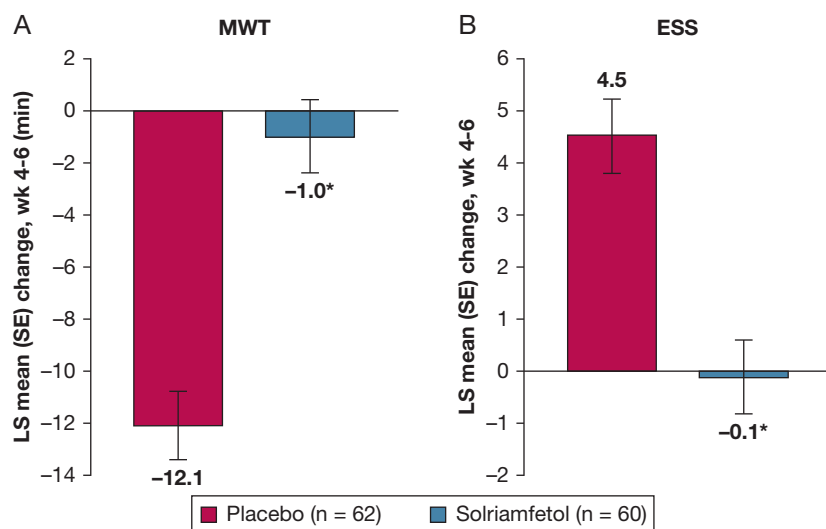 A
MWT
LS mean (SE) change, wk 4-6 (min)
2
0
–2
–4
–6
–8
–10
–12
–14
–12.1
–1.0*
B
ESS
LS mean (SE) change, wk 4-6
6
5
4
3
2
1
0
–1
–2
4.5
–0.1*
Placebo (n = 62)
Solriamfetol (n = 60)